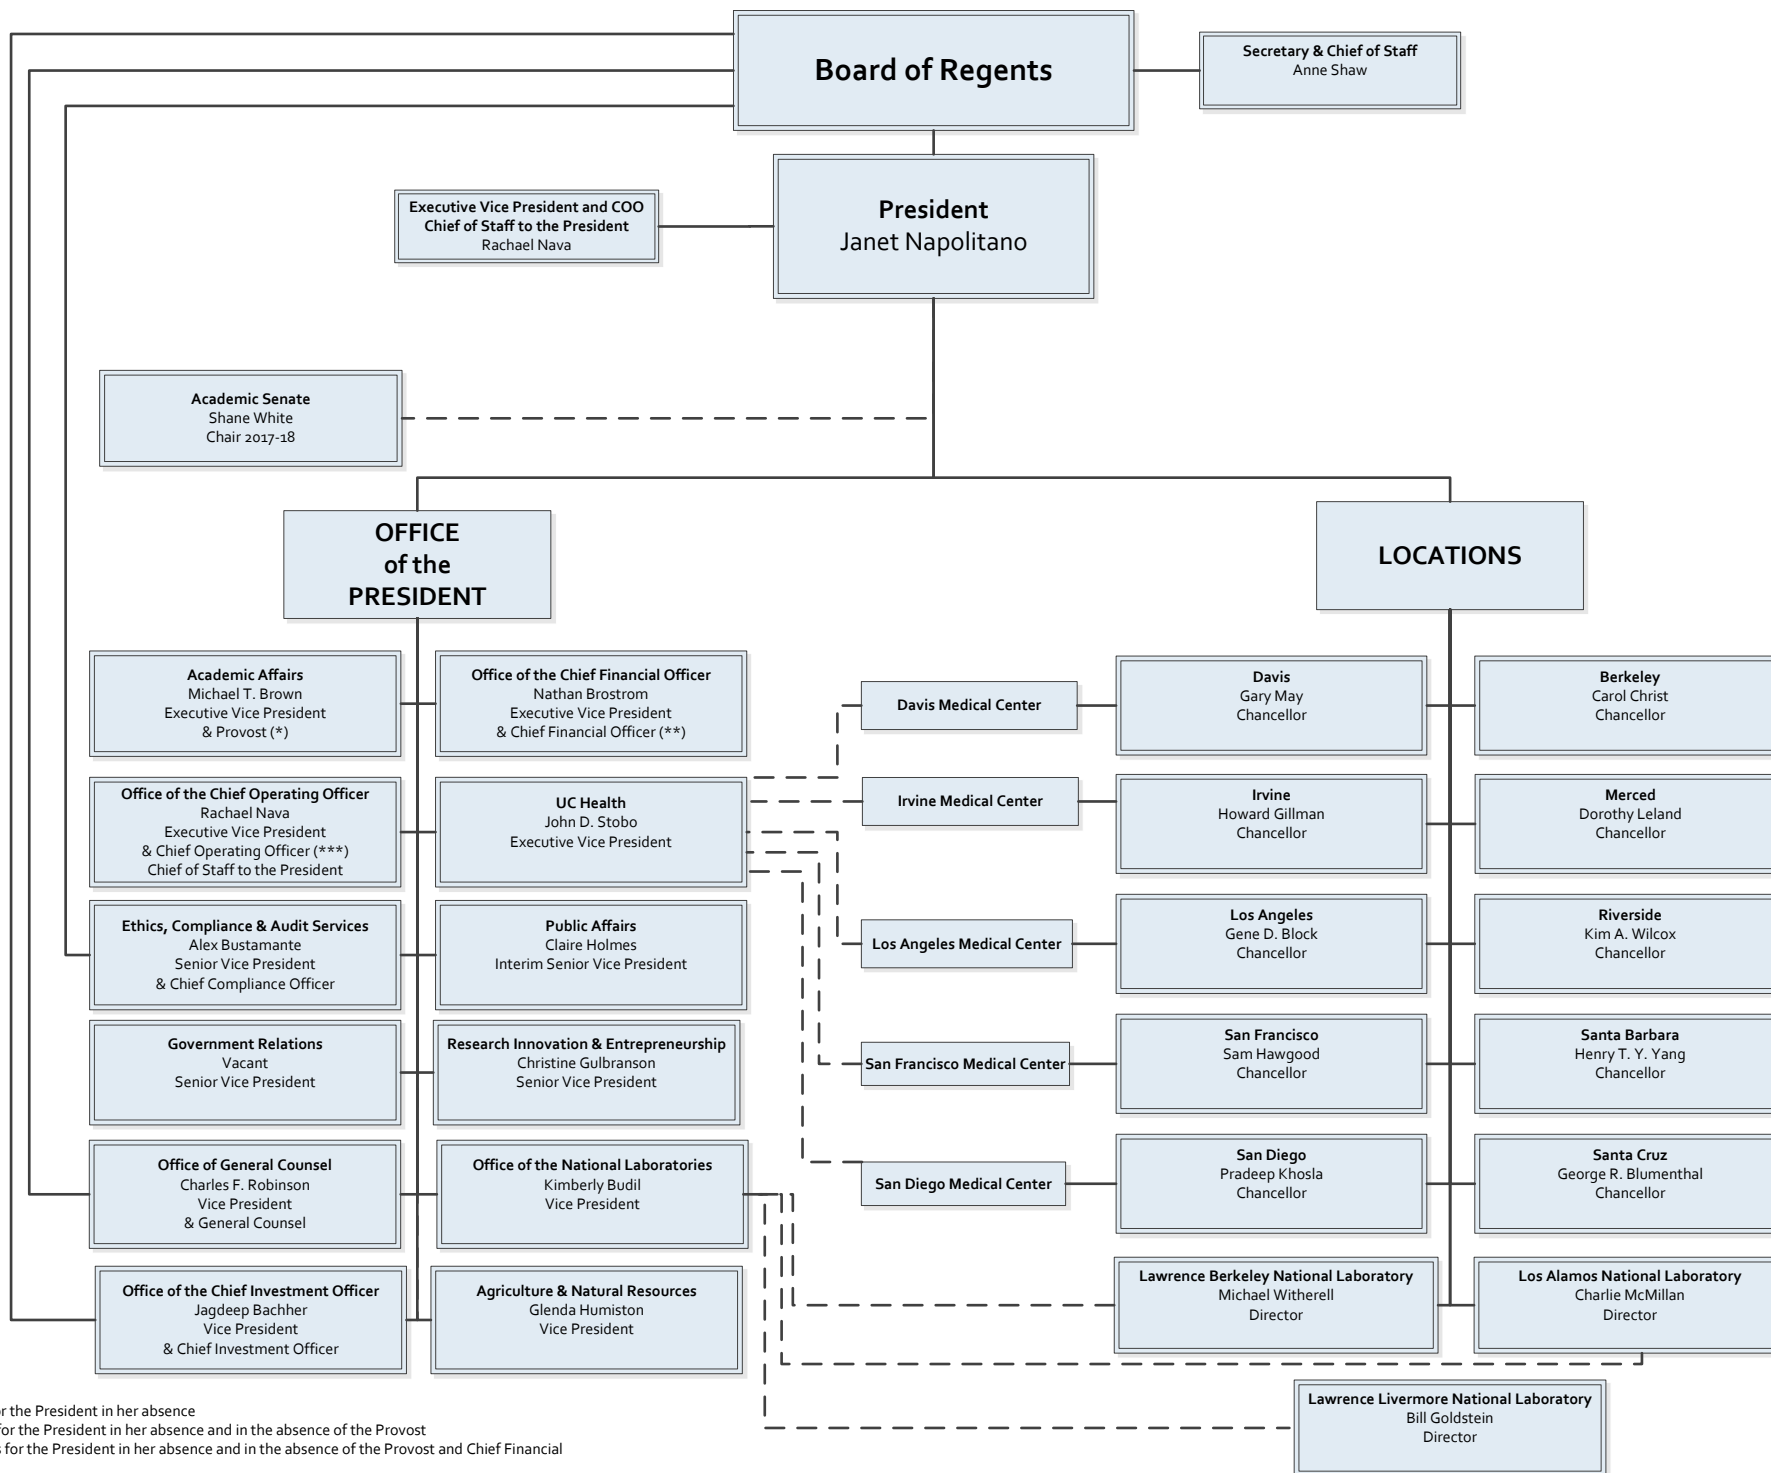 Board of Regents
Secretary & Chief of Staff
Anne Shaw
President
Janet Napolitano
Executive Vice President and COO
Chief of Staff to the President
Rachael Nava
Academic Senate
Shane White
Chair 2017-18
OFFICE
of the
PRESIDENT
LOCATIONS
Academic Affairs
Michael T. Brown
Executive Vice President
& Provost (*)
Office of the Chief Financial Officer
Nathan Brostrom
Executive Vice President
& Chief Financial Officer (**)
Office of the Chief Operating Officer
Rachael Nava
Executive Vice President
& Chief Operating Officer (***)
Chief of Staff to the President
UC Health
John D. Stobo
Executive Vice President
Ethics, Compliance & Audit Services
Alex Bustamante
Senior Vice President
& Chief Compliance Officer
Public Affairs
Claire Holmes
Interim Senior Vice President
Government Relations
Vacant
Senior Vice President
Research Innovation & Entrepreneurship
Christine Gulbranson
Senior Vice President
Office of General Counsel
Charles F. Robinson
Vice President
& General Counsel
Office of the National Laboratories
Kimberly Budil
Vice President
Office of the Chief Investment Officer
Jagdeep Bachher
Vice President
& Chief Investment Officer
Agriculture & Natural Resources
Glenda Humiston
Vice President
Davis Medical Center
Irvine Medical Center
Los Angeles Medical Center
San Francisco Medical Center
San Diego Medical Center
Davis
Gary May
Chancellor
Berkeley
Carol Christ
Chancellor
Irvine
Howard Gillman
Chancellor
Merced
Dorothy Leland
Chancellor
Los Angeles
Gene D. Block
Chancellor
Riverside
Kim A. Wilcox
Chancellor
San Francisco
Sam Hawgood
Chancellor
Santa Barbara
Henry T. Y. Yang
Chancellor
San Diego
Pradeep Khosla
Chancellor
Santa Cruz
George R. Blumenthal
Chancellor
Lawrence Berkeley National Laboratory
Michael Witherell
Director
Los Alamos National Laboratory
Charlie McMillan
Director
Lawrence Livermore National Laboratory
Bill Goldstein
Director
the President in her absence
for the President in her absence and in the absence of the Provost
for the President in her absence and in the absence of the Provost and Chief Financial